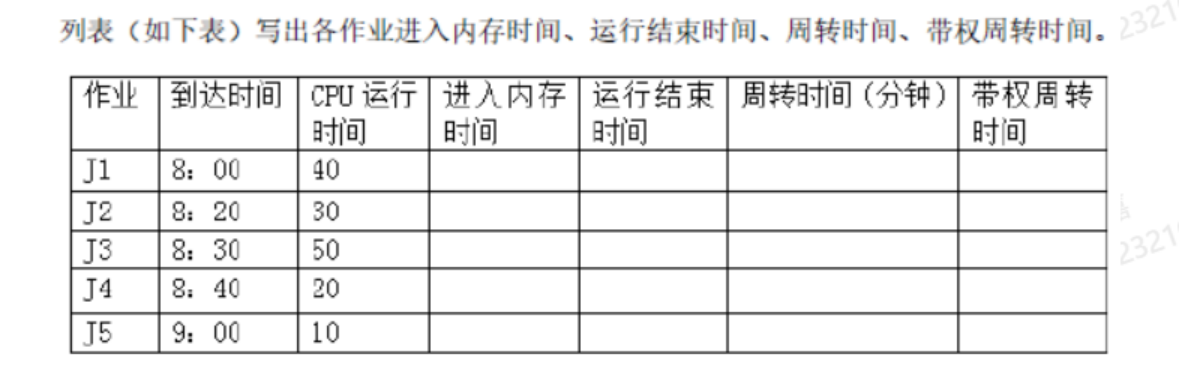 列表（如下表）写出各作业进入内存时间、运行结束时间、周转时间、带权周转时间。
作业 到达时间 CPU 运行时间 进入内存时间 运行结束时间 周转时间（分钟） 带权周转时间
J1 8：00 40
J2 8：20 30
J3 8：30 50
J4 8：40 20
J5 9：00 10